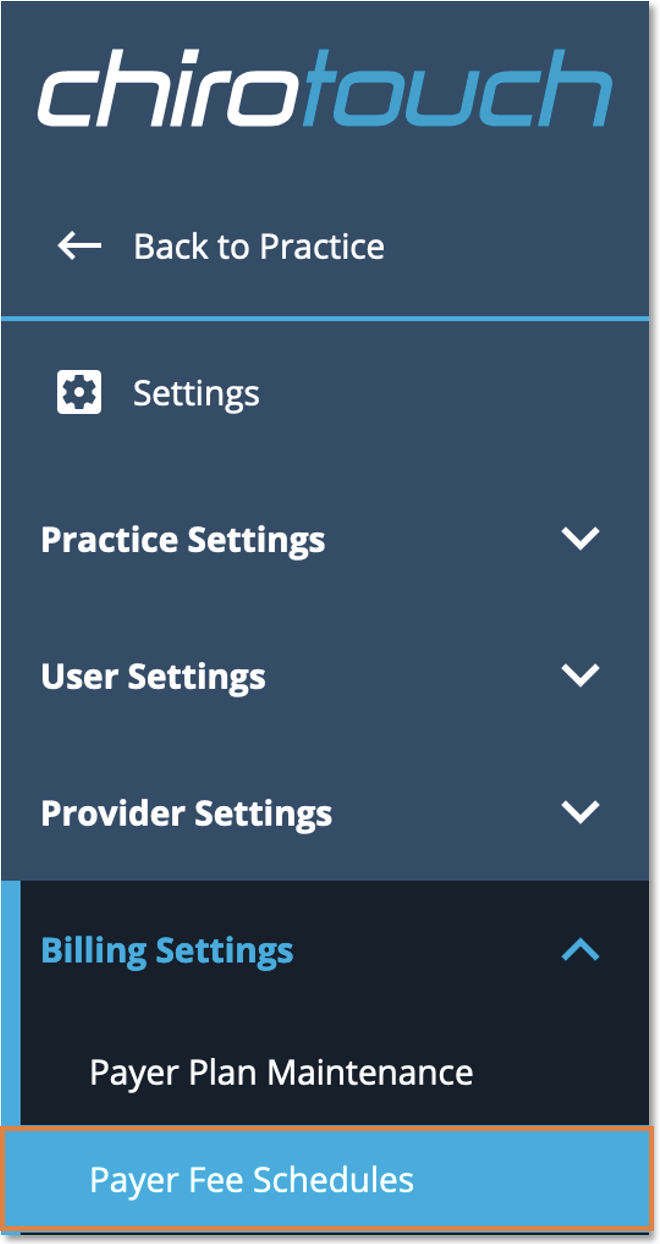 chirotouch
Back to Practice
Settings
Practice Settings
User Settings
Provider Settings
Billing Settings
Payer Plan Maintenance
Payer Fee Schedules